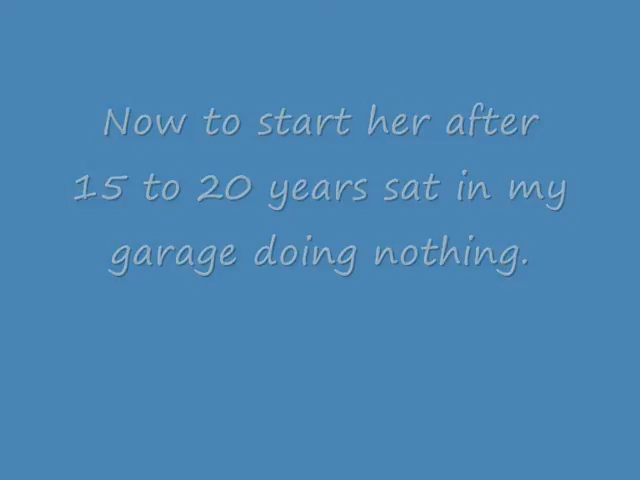 Now to start her after
15 to 20 years sat in my
garage doing nothing.